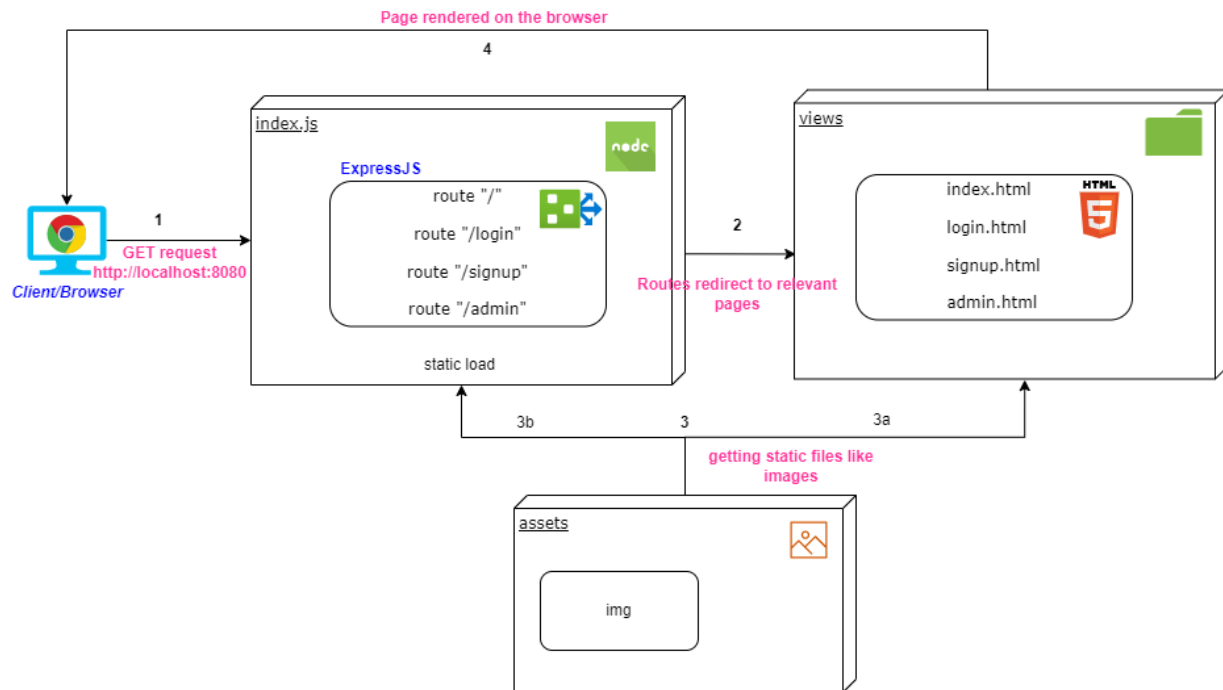 Page rendered on the browser
4
index.js
node
ExpressJS
route "/"
route "/login"
route "/signup"
route "/admin"
static load
views
HTML
5
index.html
login.html
signup.html
admin.html
1
GET request
http://localhost:8080
Client/Browser
2
Routes redirect to relevant
pages
3b
3
3a
getting static files like
images
assets
img